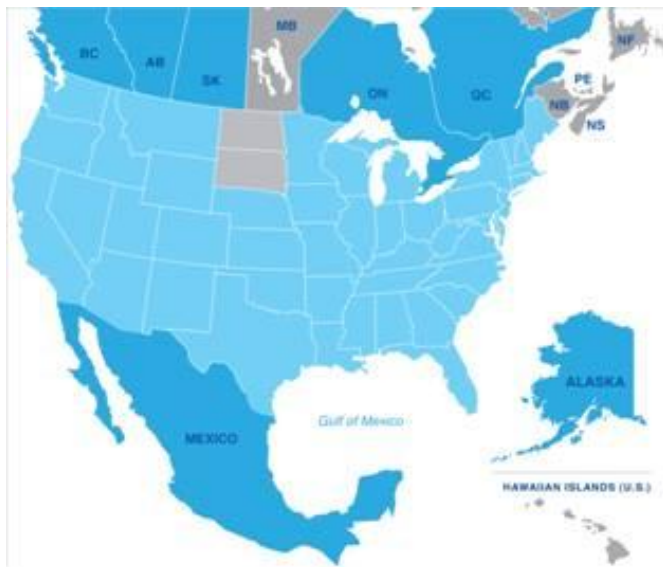 MB
NF
BC
AB
SK
ON
QC
PE
NB
NS
ALASKA
Gulf of Mexico
MEXICO
HAWAIIAN ISLANDS (U.S.)